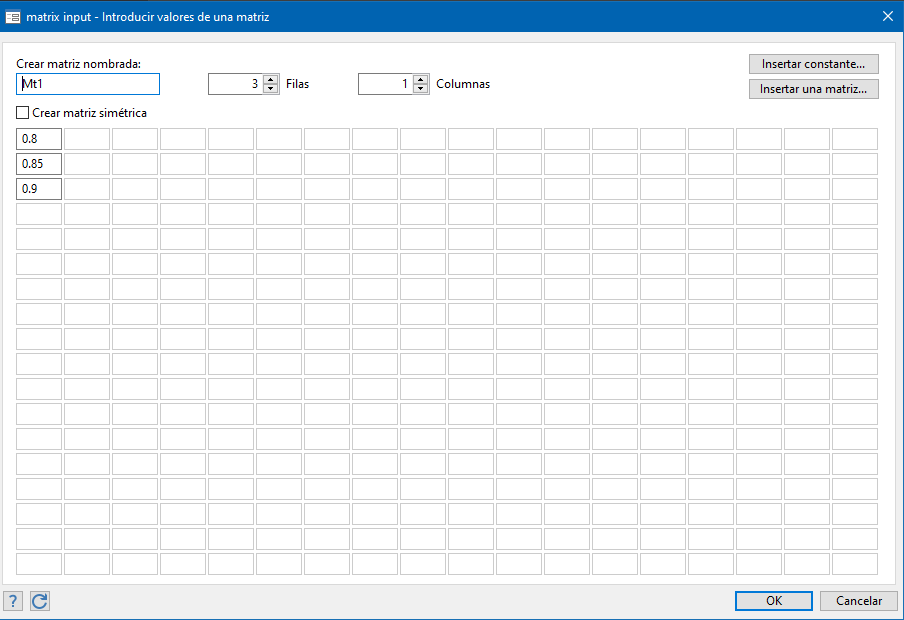 matrix input - Introducir valores de una matriz
Crear matriz nombrada:
Mt1
3 Filas
1 Columnas
Insertar constante...
Insertar una matriz...
Crear matriz simétrica
0.8
0.85
0.9
?
OK
Cancelar